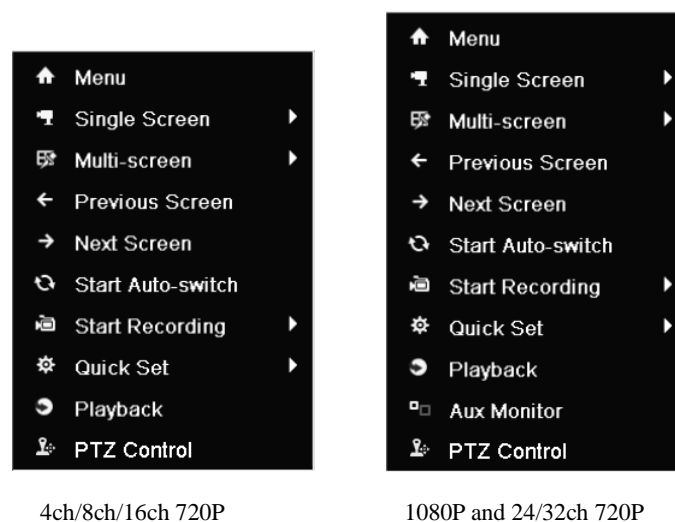 Menu
Single Screen
Multi-screen
Previous Screen
Next Screen
Start Auto-switch
Start Recording
Quick Set
Playback
PTZ Control
4ch/8ch/16ch 720P
Menu
Single Screen
Multi-screen
Previous Screen
Next Screen
Start Auto-switch
Start Recording
Quick Set
Playback
Aux Monitor
PTZ Control
1080P and 24/32ch 720P